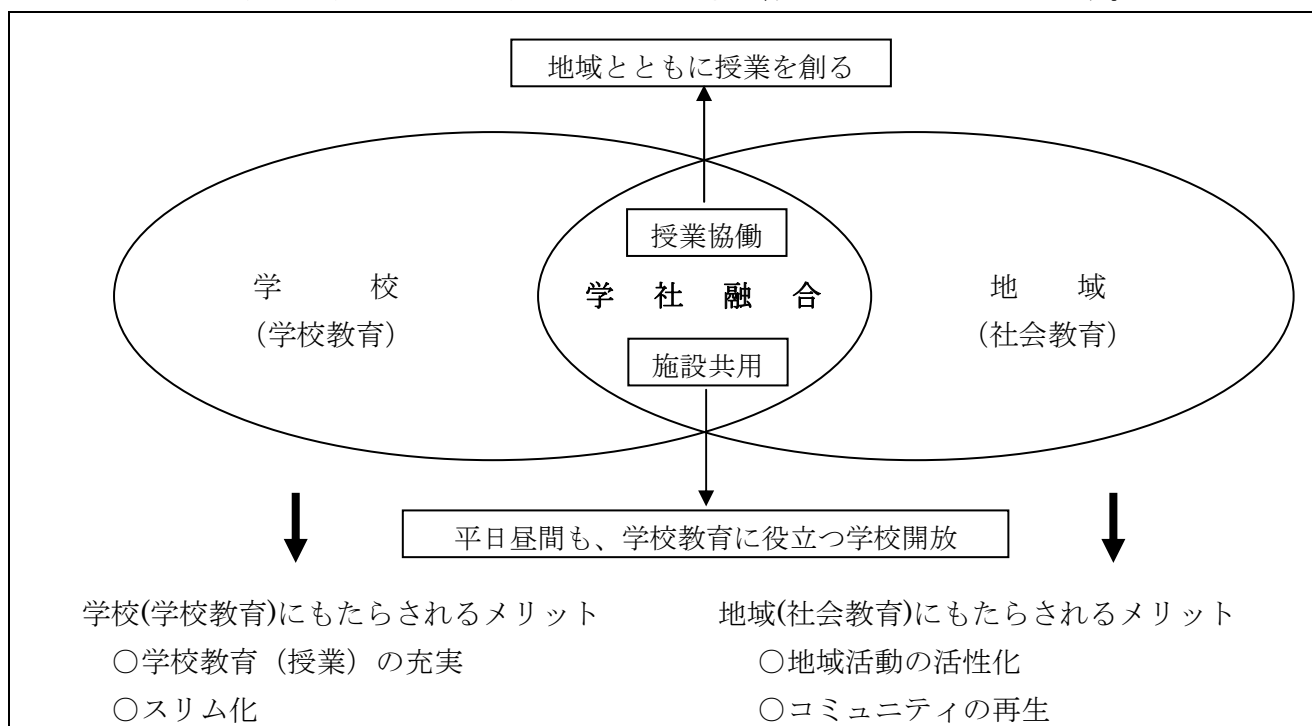 地域とともに授業を創る
授業協働
学　　校
(学校教育)
学 社 融 合
地　　域
(社会教育)
施設共用
平日昼間も、学校教育に役立つ学校開放
学校(学校教育)にもたらされるメリット
○学校教育（授業）の充実
○スリム化
地域(社会教育)にもたらされるメリット
○地域活動の活性化
○コミュニティの再生